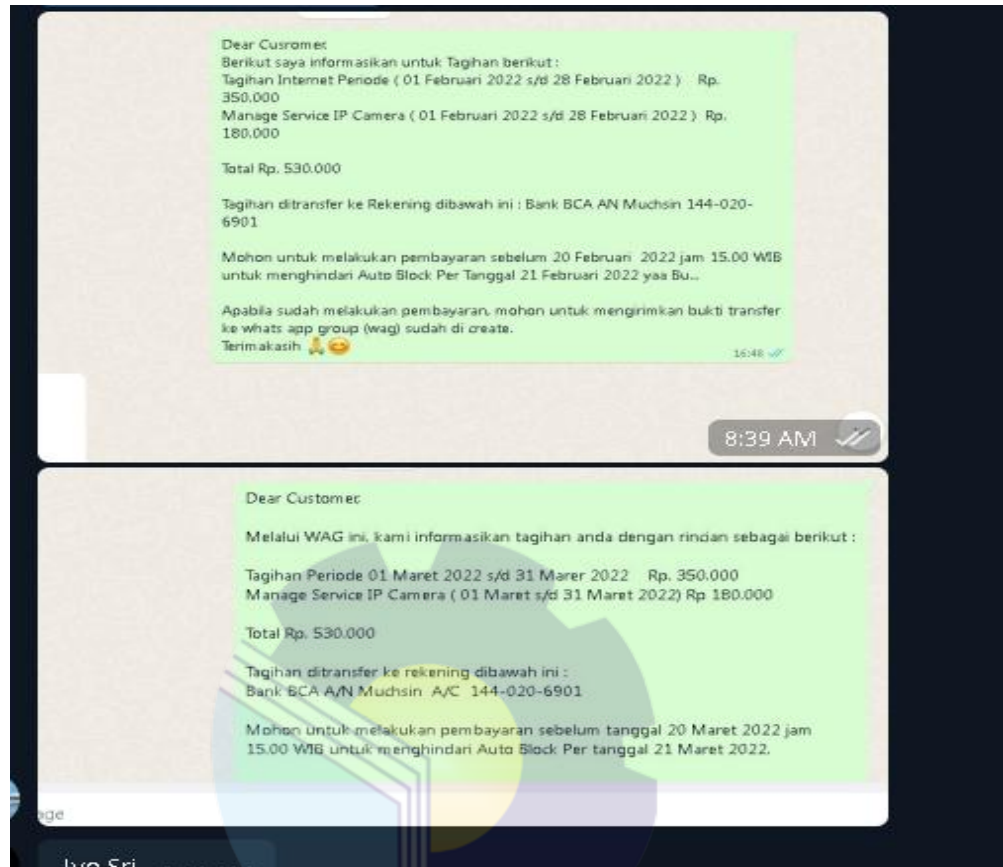 Dear Cusromer,
Berikut saya informasikan untuk Tagihan berikut :
Tagihan Internet Periode ( 01 Februari 2022 s/d 28 Februari 2022 ) Rp.
350.000
Manage Service IP Camera ( 01 Februari 2022 s/d 28 Februari 2022 ) Rp.
180.000
Total Rp. 530.000
Tagihan ditransfer ke Rekening dibawah ini : Bank BCA AN Muchsin 144-020-
6901
Mohon untuk melakukan pembayaran sebelum 20 Februari 2022 jam 15.00 WIB
untuk menghindari Auto Block Per Tanggal 21 Februari 2022 yaa Bu...
Apabila sudah melakukan pembayaran, mohon untuk mengirimkan bukti transfer
ke whats app group (wag) sudah di create.
Terimakasih 🙏😊
16:48
8:39 AM
Dear Customer,
Melalui WAG ini, kami informasikan tagihan anda dengan rincian sebagai berikut :
Tagihan Periode 01 Maret 2022 s/d 31 Marer 2022 Rp. 350.000
Manage Service IP Camera ( 01 Maret s/d 31 Maret 2022) Rp 180.000
Total Rp. 530.000
Tagihan ditransfer ke rekening dibawah ini :
Bank BCA A/N Muchsin A/C 144-020-6901
Mohon untuk melakukan pembayaran sebelum tanggal 20 Maret 2022 jam
15.00 WIB untuk menghindari Auto Block Per tanggal 21 Maret 2022.